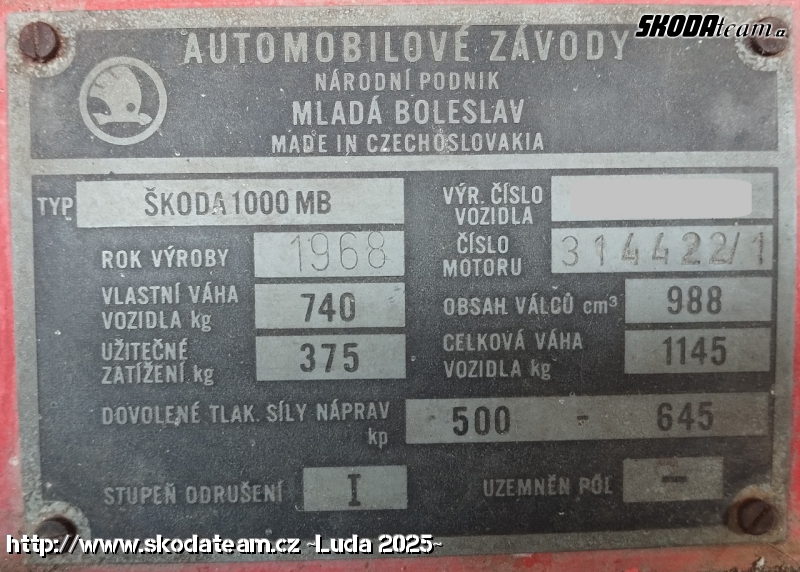 ŠKODAteam.cz
AUTOMOBILOVÉ ZÁVODY
NÁRODNÍ PODNIK
MLADÁ BOLESLAV
MADE IN CZECHOSLOVAKIA
TYP ŠKODA 1000 MB
VÝR. ČÍSLO
VOZIDLA
ROK VÝROBY 1968
ČÍSLO
MOTORU 314422/1
VLASTNÍ VÁHA
VOZIDLA kg 740
OBSAH VÁLCŮ cm³ 988
UŽITEČNÉ
ZATÍŽENÍ kg 375
CELKOVÁ VÁHA
VOZIDLA kg 1145
DOVOLENÉ TLAK. SÍLY NÁPRAV
kp 500 - 645
STUPEŇ ODRUŠENÍ I
UZEMNĚN PÓL -
http://www.skodateam.cz ~Luda 2025~